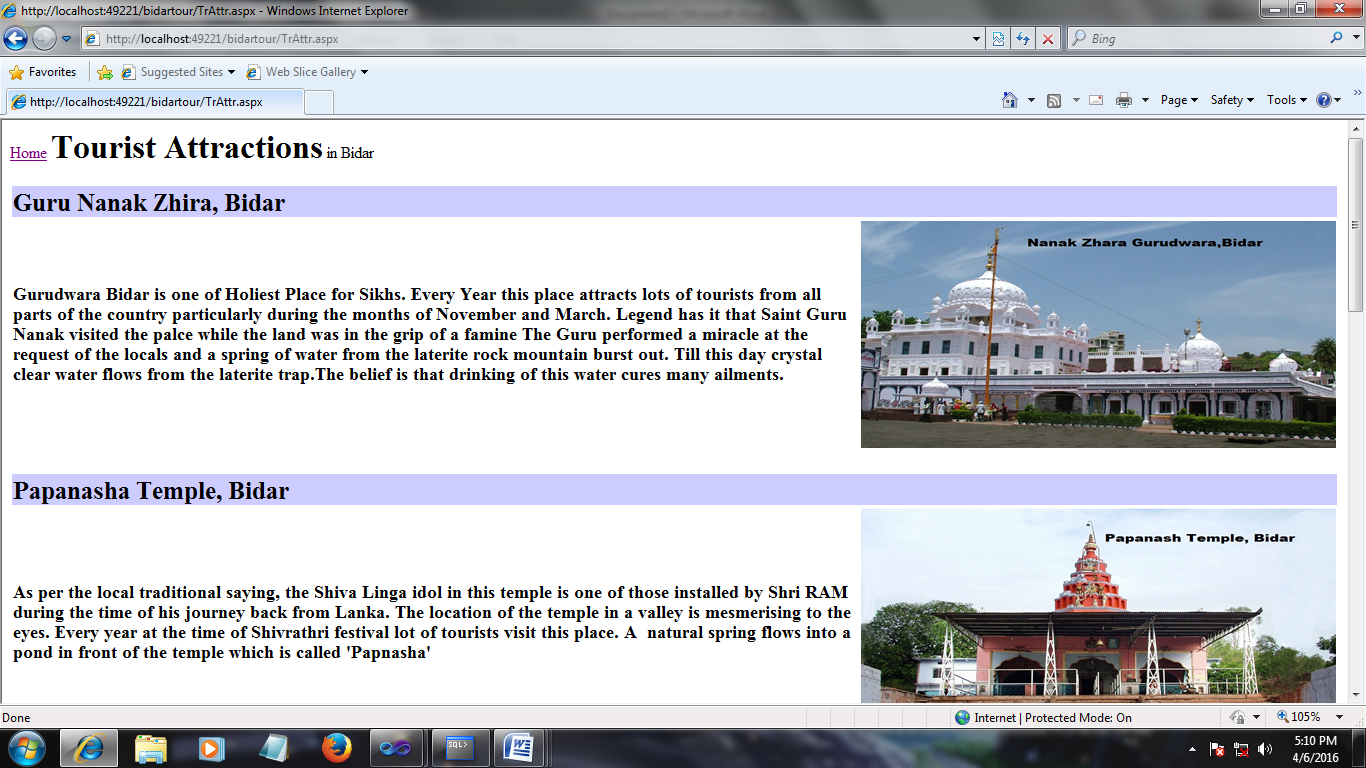 http://localhost:49221/bidartour/TrAttr.aspx - Windows Internet Explorer
http://localhost:49221/bidartour/TrAttr.aspx
Bing
Favorites
Suggested Sites
Web Slice Gallery
http://localhost:49221/bidartour/TrAttr.aspx
Page
Safety
Tools
Home Tourist Attractions in Bidar
Guru Nanak Zhira, Bidar
Nanak Zhara Gurudwara,Bidar
Gurudwara Bidar is one of Holiest Place for Sikhs. Every Year this place attracts lots of tourists from all
parts of the country particularly during the months of November and March. Legend has it that Saint Guru
Nanak visited the palce while the land was in the grip of a famine The Guru performed a miracle at the
request of the locals and a spring of water from the laterite rock mountain burst out. Till this day crystal
clear water flows from the laterite trap.The belief is that drinking of this water cures many ailments.
Papanasha Temple, Bidar
Papanash Temple, Bidar
As per the local traditional saying, the Shiva Linga idol in this temple is one of those installed by Shri RAM
during the time of his journey back from Lanka. The location of the temple in a valley is mesmerising to the
eyes. Every year at the time of Shivrathri festival lot of tourists visit this place. A  natural spring flows into a
pond in front of the temple which is called 'Papnasha'
Done
Internet | Protected Mode: On
105%
SQL>
5:10 PM
4/6/2016